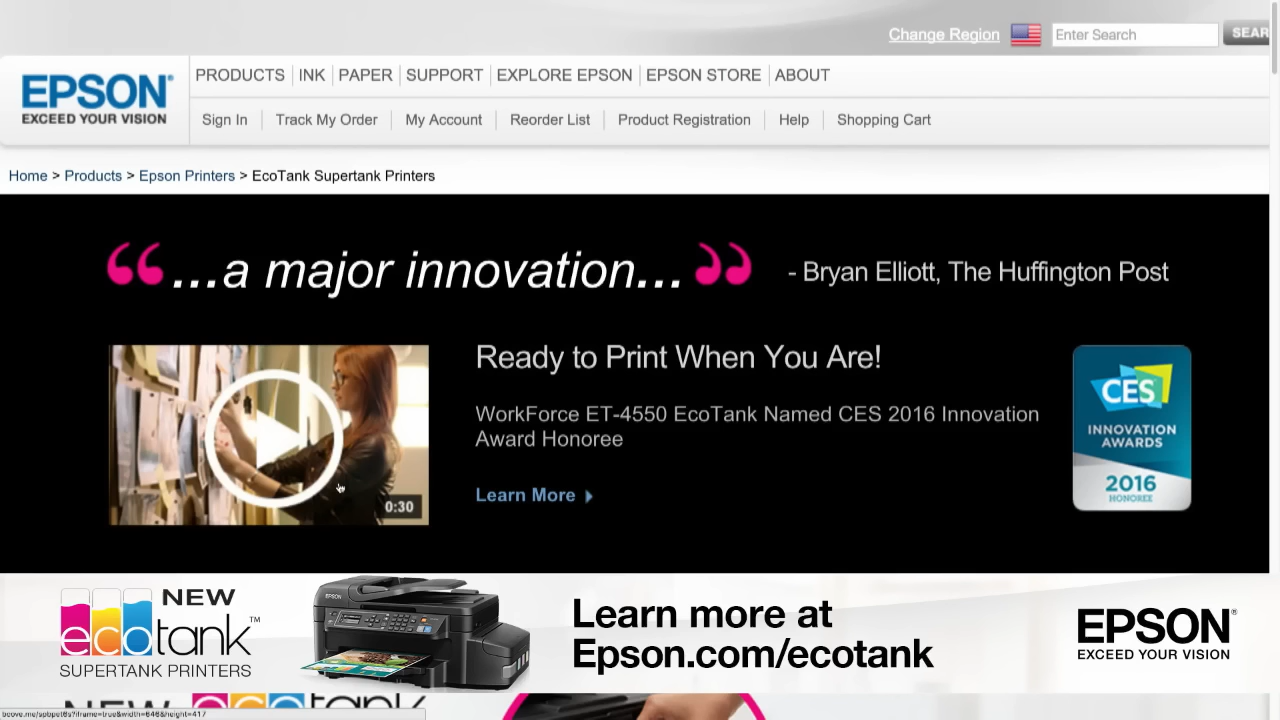 Change Region
Enter Search
SEAR
EPSON®
EXCEED YOUR VISION
PRODUCTS INK PAPER SUPPORT EXPLORE EPSON EPSON STORE ABOUT
Sign In Track My Order My Account Reorder List Product Registration Help Shopping Cart
Home > Products > Epson Printers > EcoTank Supertank Printers
“...a major innovation...” - Bryan Elliott, The Huffington Post
Ready to Print When You Are!
WorkForce ET-4550 EcoTank Named CES 2016 Innovation
Award Honoree
Learn More
0:30
CES
INNOVATION
AWARDS
2016
HONOREE
NEW
ecotank™
SUPERTANK PRINTERS
EPSON
Learn more at
Epson.com/ecotank
EPSON®
EXCEED YOUR VISION
NEW ecotank